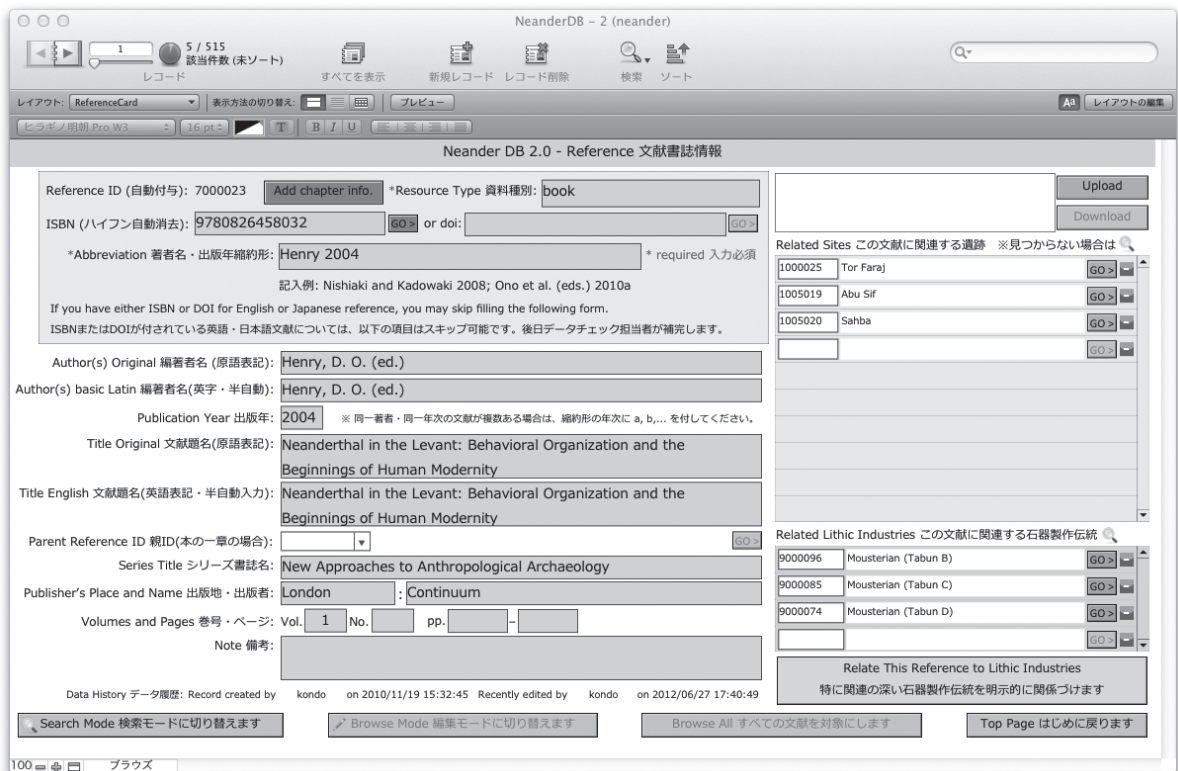 NeanderDB – 2 (neander)
1
5 / 515
該当件数 (未ソート)
レコード
すべてを表示
新規レコード
レコード削除
検索
ソート
レイアウト: ReferenceCard
表示方法の切り替え:
プレビュー
Aa
レイアウトの編集
ヒラギノ明朝 Pro W3
16 pt
T
B I U
Neander DB 2.0 - Reference 文献書誌情報
Reference ID (自動付与): 7000023
Add chapter info.
*Resource Type 資料種別: book
ISBN (ハイフン自動消去): 9780826458032
GO >
or doi:
GO >
*Abbreviation 著者名・出版年縮約形: Henry 2004
* required 入力必須
記入例: Nishiaki and Kadowaki 2008; Ono et al. (eds.) 2010a
If you have either ISBN or DOI for English or Japanese reference, you may skip filling the following form.
ISBNまたはDOIが付されている英語・日本語文献については、以下の項目はスキップ可能です。後日データチェック担当者が補完します。
Author(s) Original 編著者名 (原語表記): Henry, D. O. (ed.)
Author(s) basic Latin 編著者名(英字・半自動): Henry, D. O. (ed.)
Publication Year 出版年: 2004
※ 同一著者・同一年次の文献が複数ある場合は、縮約形の年次に a, b,... を付してください。
Title Original 文献題名(原語表記): Neanderthal in the Levant: Behavioral Organization and the
Beginnings of Human Modernity
Title English 文献題名(英語表記・半自動入力): Neanderthal in the Levant: Behavioral Organization and the
Beginnings of Human Modernity
Parent Reference ID 親ID(本の一章の場合):
GO >
Series Title シリーズ書誌名: New Approaches to Anthropological Archaeology
Publisher's Place and Name 出版地・出版者: London : Continuum
Volumes and Pages 巻号・ページ: Vol. 1 No. pp. –
Note 備考:
Data History データ履歴: Record created by kondo on 2010/11/19 15:32:45 Recently edited by kondo on 2012/06/27 17:40:49
Upload
Download
Related Sites この文献に関連する遺跡 ※見つからない場合は
1000025 Tor Faraj GO >
1005019 Abu Sif GO >
1005020 Sahba GO >
GO >
Related Lithic Industries この文献に関連する石器製作伝統
9000096 Mousterian (Tabun B) GO >
9000085 Mousterian (Tabun C) GO >
9000074 Mousterian (Tabun D) GO >
GO >
Relate This Reference to Lithic Industries
特に関連の深い石器製作伝統を明示的に関係づけます
Search Mode 検索モードに切り替えます
Browse Mode 編集モードに切り替えます
Browse All すべての文献を対象にします
Top Page はじめに戻ります
100
ブラウズ